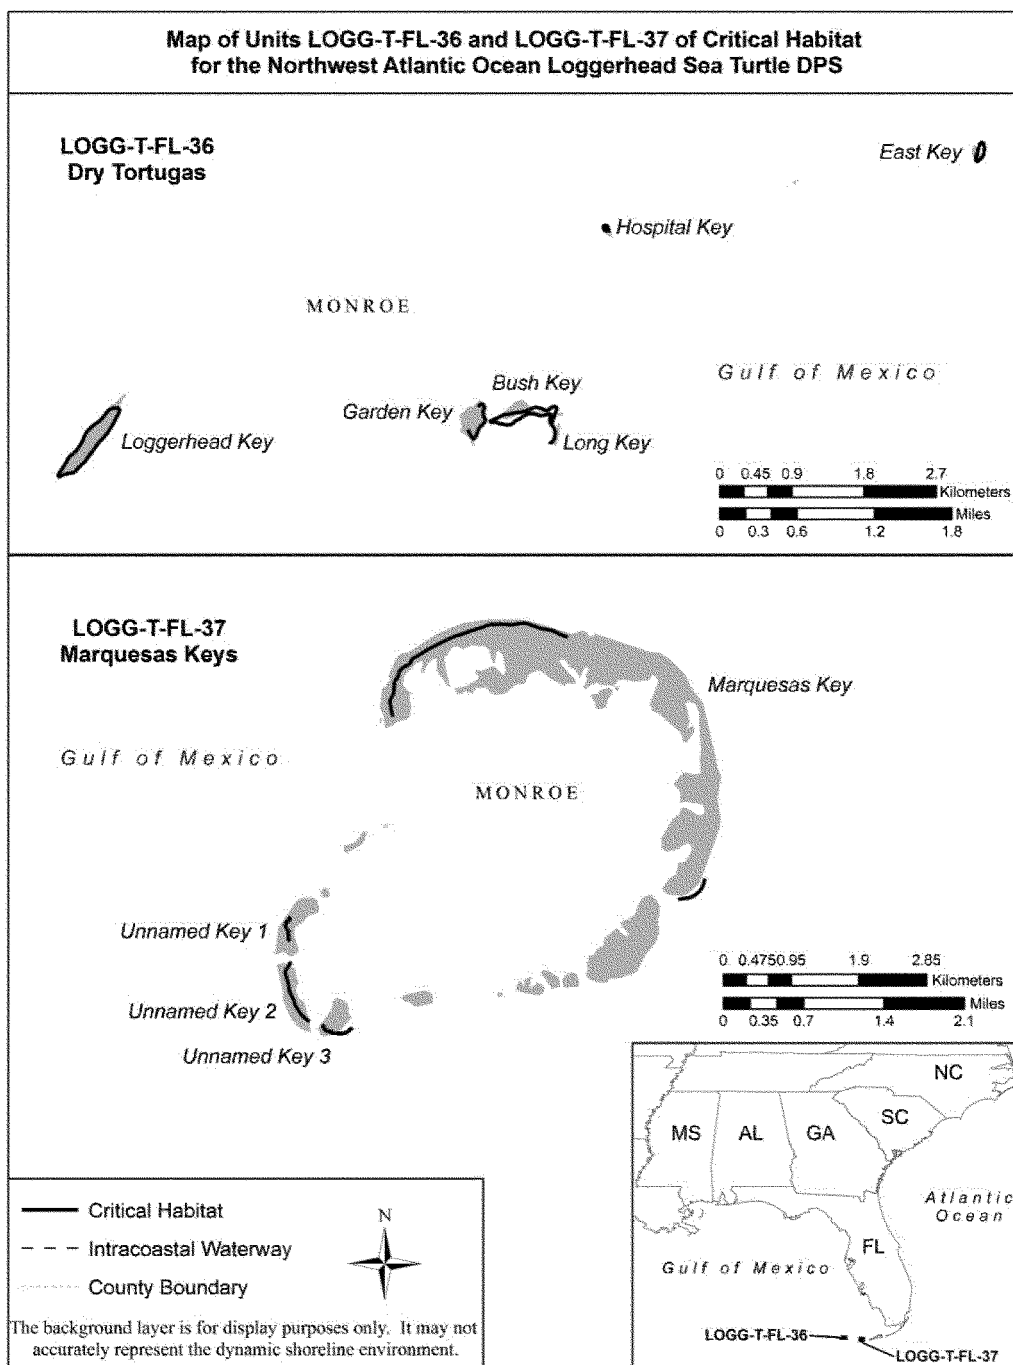 Map of Units LOGG-T-FL-36 and LOGG-T-FL-37 of Critical Habitat
for the Northwest Atlantic Ocean Loggerhead Sea Turtle DPS
LOGG-T-FL-36
Dry Tortugas
East Key
Hospital Key
MONROE
Gulf of Mexico
Bush Key
Garden Key
Loggerhead Key
Long Key
0 0.45 0.9 1.8 2.7
Kilometers
Miles
0 0.3 0.6 1.2 1.8
LOGG-T-FL-37
Marquesas Keys
Marquesas Key
Gulf of Mexico
MONROE
Unnamed Key 1
Unnamed Key 2
Unnamed Key 3
0 0.4750.95 1.9 2.85
Kilometers
Miles
0 0.35 0.7 1.4 2.1
NC
SC
MS AL GA
Atlantic
Ocean
FL
Gulf of Mexico
LOGG-T-FL-36
LOGG-T-FL-37
Critical Habitat
N
Intracoastal Waterway
County Boundary
The background layer is for display purposes only. It may not
accurately represent the dynamic shoreline environment.